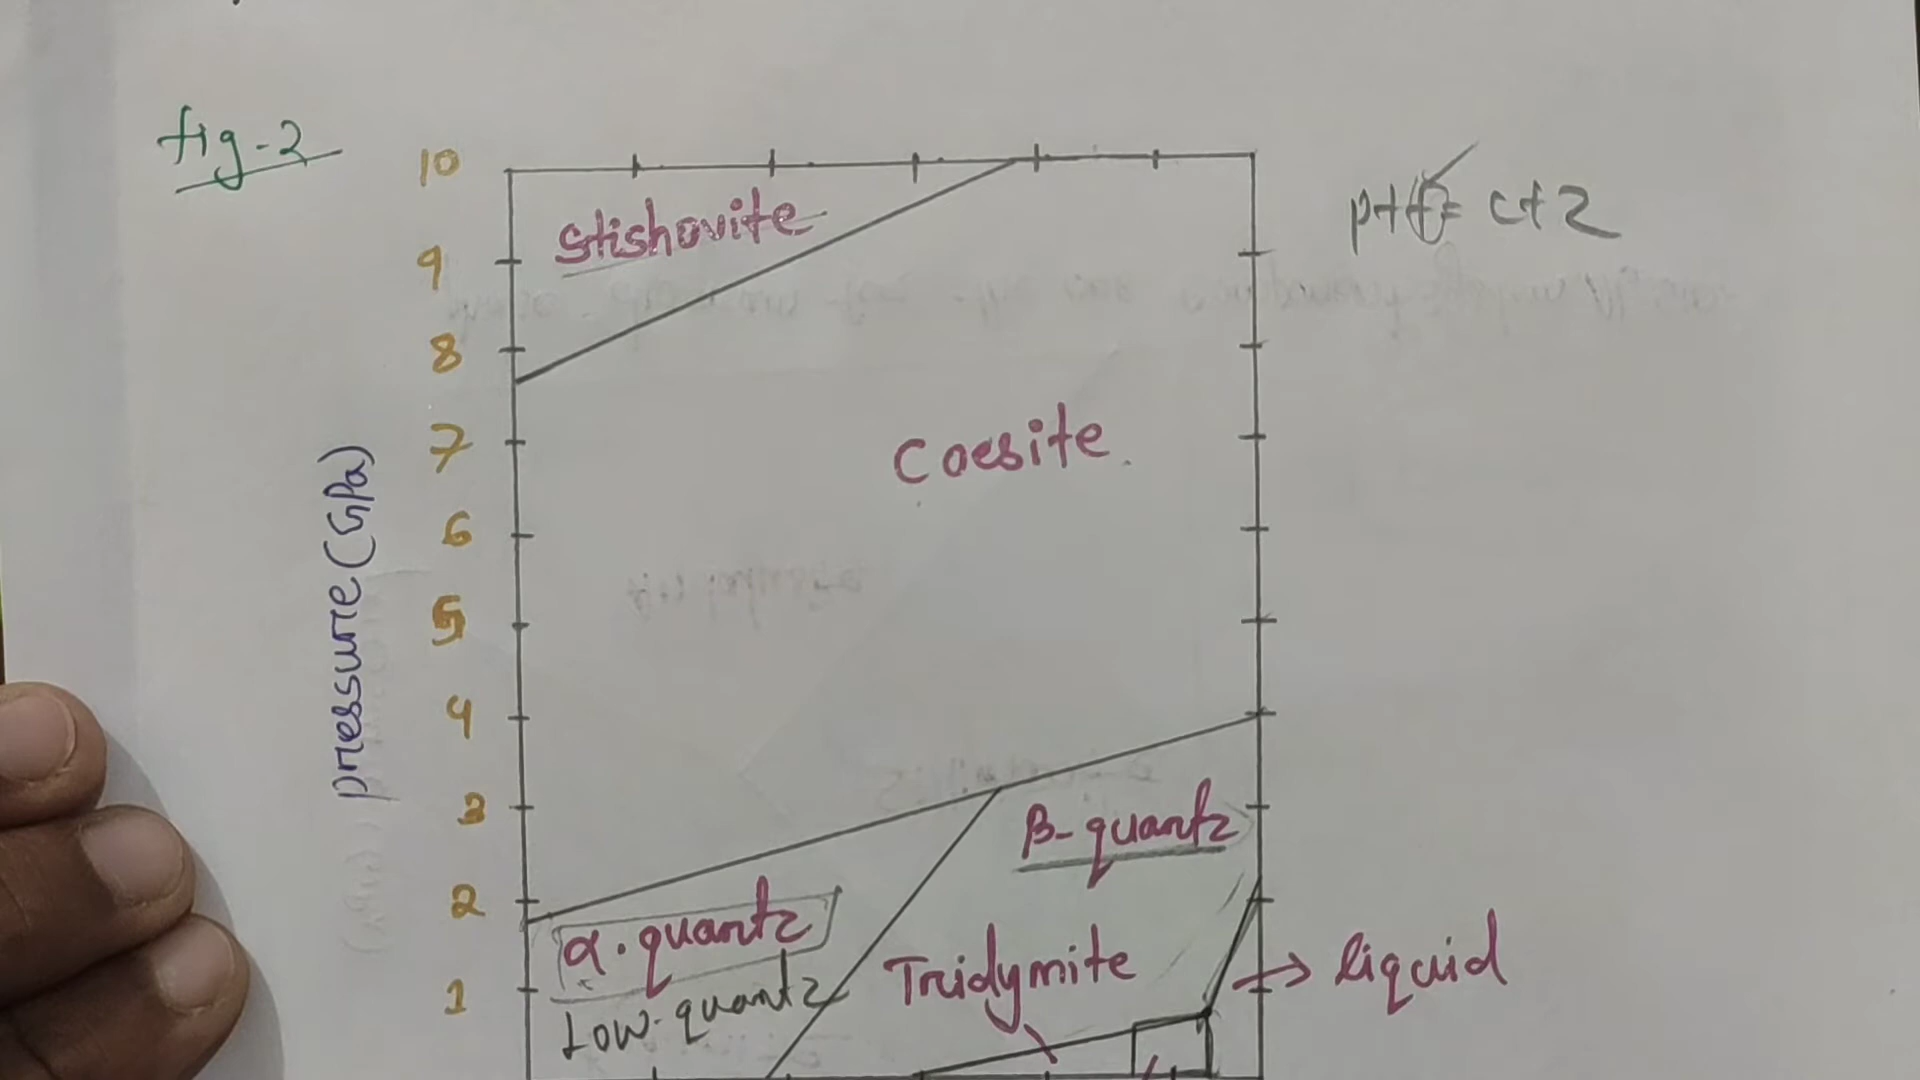 fig-2
10
Stishovite
p+f= c+2
9
8
7
Coesite.
6
5
pressure (GPa)
4
3
β-quartz
2
α-quartz
Tridymite
liquid
1
Low-quartz